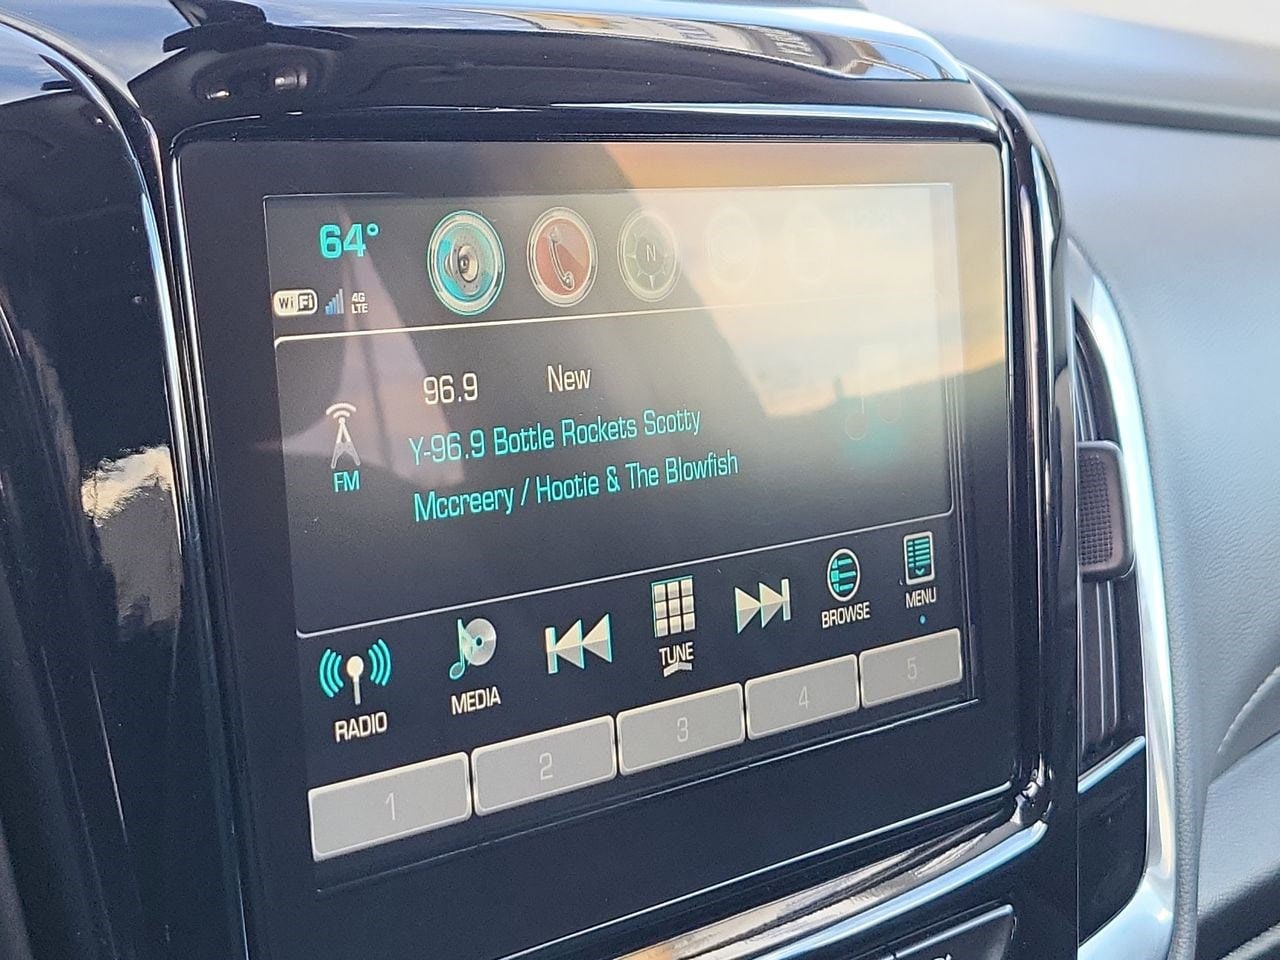 64°
WiFi 4G
LTE
N
96.9 New
Y-96.9 Bottle Rockets Scotty
Mccreery / Hootie & The Blowfish
FM
RADIO MEDIA TUNE BROWSE MENU
1 2 3 4 5